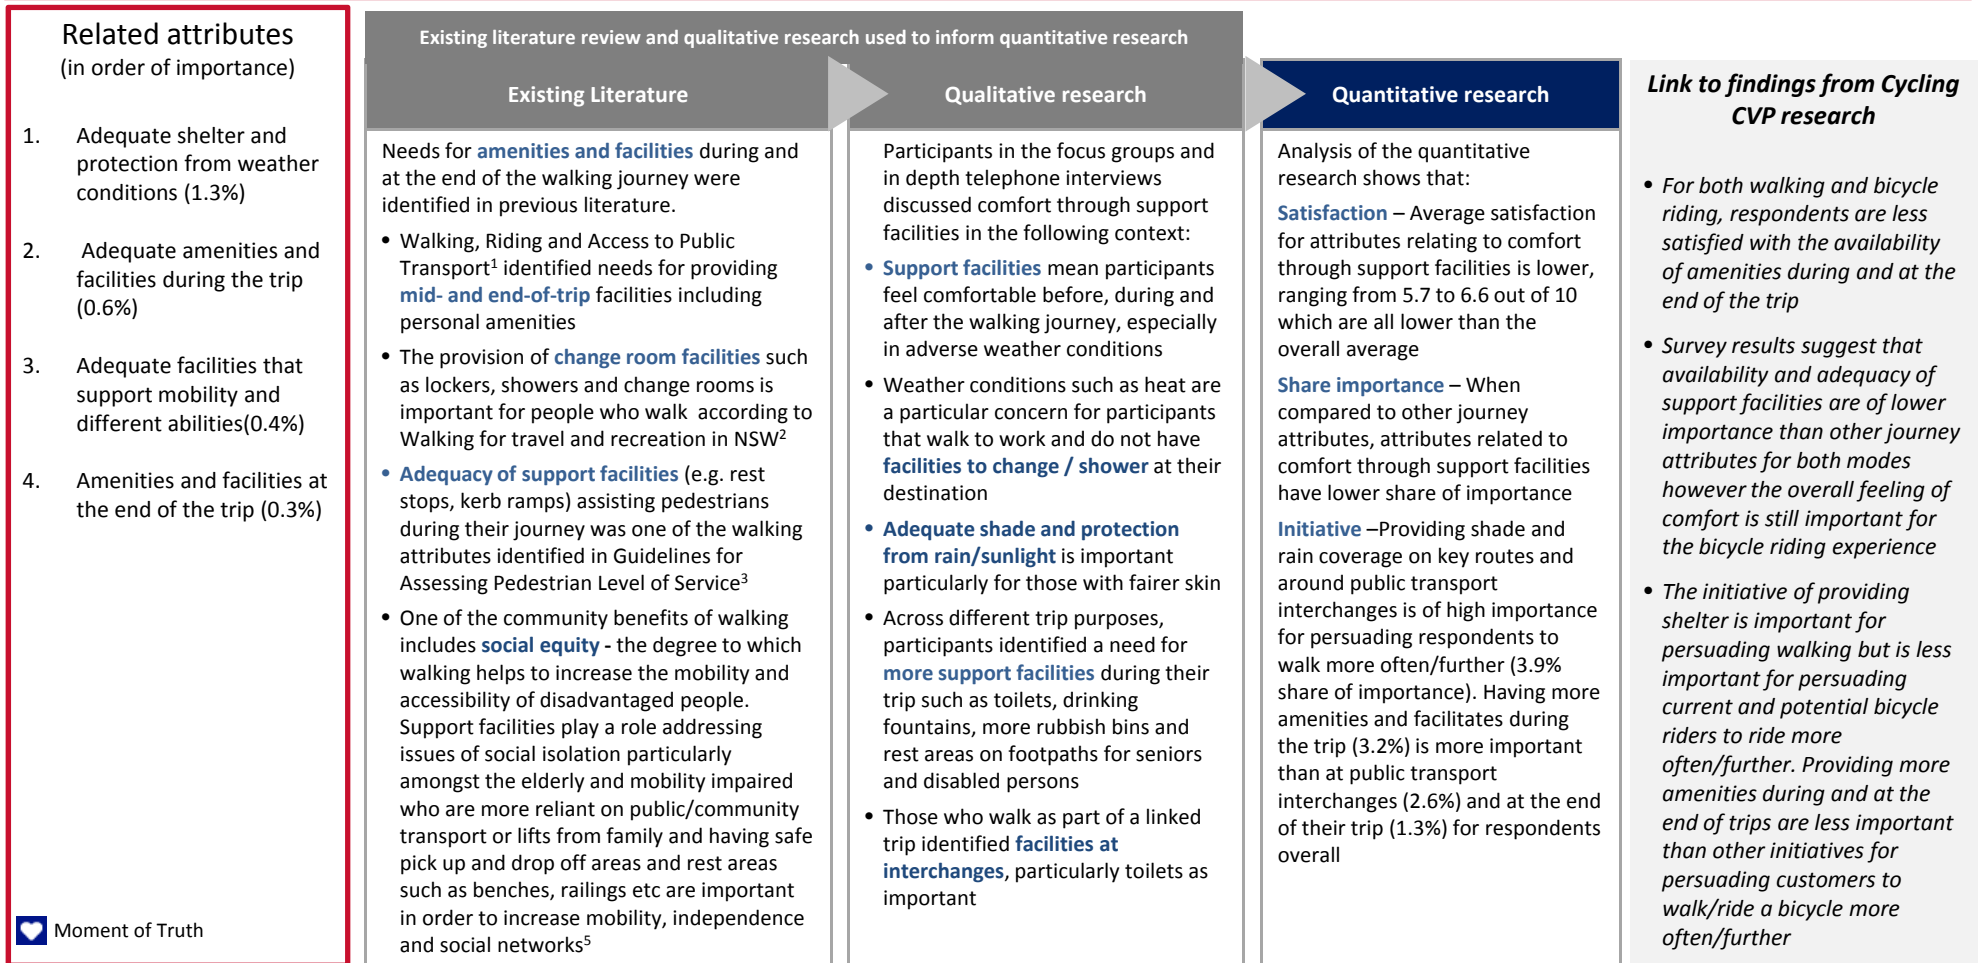 Related attributes
(in order of importance)
1. Adequate shelter and
protection from weather
conditions (1.3%)
2. Adequate amenities and
facilities during the trip
(0.6%)
3. Adequate facilities that
support mobility and
different abilities(0.4%)
4. Amenities and facilities at
the end of the trip (0.3%)
Moment of Truth
Existing literature review and qualitative research used to inform quantitative research
Existing Literature
Needs for amenities and facilities during and
at the end of the walking journey were
identified in previous literature.
• Walking, Riding and Access to Public
Transport1 identified needs for providing
mid- and end-of-trip facilities including
personal amenities
• The provision of change room facilities such
as lockers, showers and change rooms is
important for people who walk according to
Walking for travel and recreation in NSW2
• Adequacy of support facilities (e.g. rest
stops, kerb ramps) assisting pedestrians
during their journey was one of the walking
attributes identified in Guidelines for
Assessing Pedestrian Level of Service3
• One of the community benefits of walking
includes social equity - the degree to which
walking helps to increase the mobility and
accessibility of disadvantaged people.
Support facilities play a role addressing
issues of social isolation particularly
amongst the elderly and mobility impaired
who are more reliant on public/community
transport or lifts from family and having safe
pick up and drop off areas and rest areas
such as benches, railings etc are important
in order to increase mobility, independence
and social networks5
Qualitative research
Participants in the focus groups and
in depth telephone interviews
discussed comfort through support
facilities in the following context:
• Support facilities mean participants
feel comfortable before, during and
after the walking journey, especially
in adverse weather conditions
• Weather conditions such as heat are
a particular concern for participants
that walk to work and do not have
facilities to change / shower at their
destination
• Adequate shade and protection
from rain/sunlight is important
particularly for those with fairer skin
• Across different trip purposes,
participants identified a need for
more support facilities during their
trip such as toilets, drinking
fountains, more rubbish bins and
rest areas on footpaths for seniors
and disabled persons
• Those who walk as part of a linked
trip identified facilities at
interchanges, particularly toilets as
important
Quantitative research
Analysis of the quantitative
research shows that:
Satisfaction – Average satisfaction
for attributes relating to comfort
through support facilities is lower,
ranging from 5.7 to 6.6 out of 10
which are all lower than the
overall average
Share importance – When
compared to other journey
attributes, attributes related to
comfort through support facilities
have lower share of importance
Initiative –Providing shade and
rain coverage on key routes and
around public transport
interchanges is of high importance
for persuading respondents to
walk more often/further (3.9%
share of importance). Having more
amenities and facilitates during
the trip (3.2%) is more important
than at public transport
interchanges (2.6%) and at the end
of their trip (1.3%) for respondents
overall
Link to findings from Cycling
CVP research
• For both walking and bicycle
riding, respondents are less
satisfied with the availability
of amenities during and at the
end of the trip
• Survey results suggest that
availability and adequacy of
support facilities are of lower
importance than other journey
attributes for both modes
however the overall feeling of
comfort is still important for
the bicycle riding experience
• The initiative of providing
shelter is important for
persuading walking but is less
important for persuading
current and potential bicycle
riders to ride more
often/further. Providing more
amenities during and at the
end of trips are less important
than other initiatives for
persuading customers to
walk/ride a bicycle more
often/further